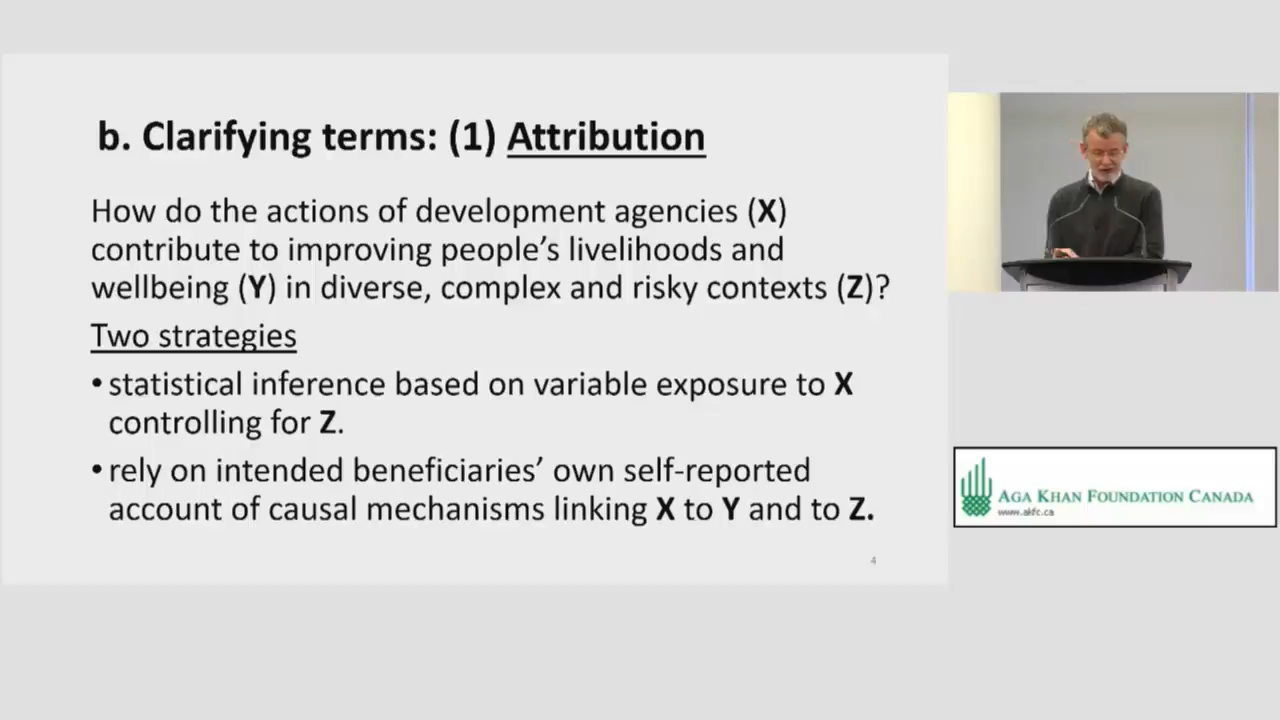 b. Clarifying terms: (1) Attribution
How do the actions of development agencies (X)
contribute to improving people’s livelihoods and
wellbeing (Y) in diverse, complex and risky contexts (Z)?
Two strategies
• statistical inference based on variable exposure to X
controlling for Z.
• rely on intended beneficiaries’ own self-reported
account of causal mechanisms linking X to Y and to Z.
4
AGA KHAN FOUNDATION CANADA
www.akfc.ca